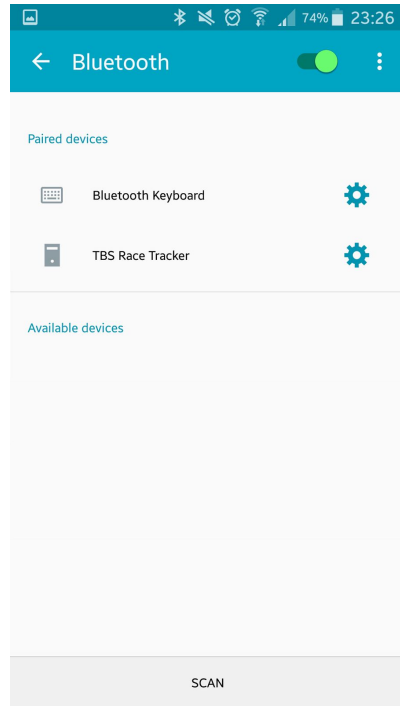 74% 23:26
Bluetooth
Paired devices
Bluetooth Keyboard
TBS Race Tracker
Available devices
SCAN